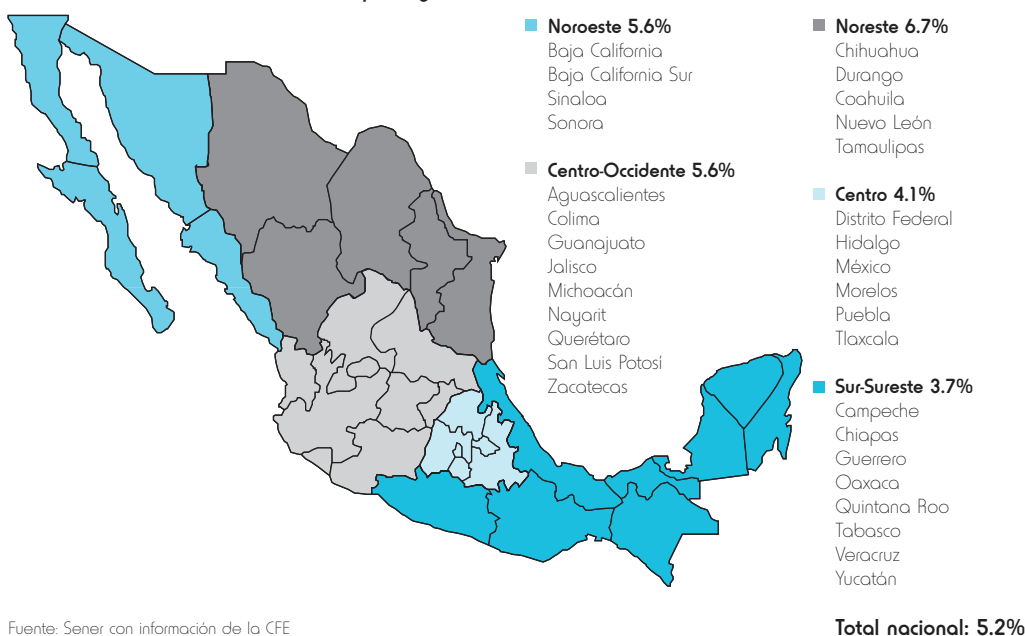 Noroeste 5.6%
Baja California
Baja California Sur
Sinaloa
Sonora
Noreste 6.7%
Chihuahua
Durango
Coahuila
Nuevo León
Tamaulipas
Centro-Occidente 5.6%
Aguascalientes
Colima
Guanajuato
Jalisco
Michoacán
Nayarit
Querétaro
San Luis Potosí
Zacatecas
Centro 4.1%
Distrito Federal
Hidalgo
México
Morelos
Puebla
Tlaxcala
Sur-Sureste 3.7%
Campeche
Chiapas
Guerrero
Oaxaca
Quintana Roo
Tabasco
Veracruz
Yucatán
Fuente: Sener con información de la CFE
Total nacional: 5.2%